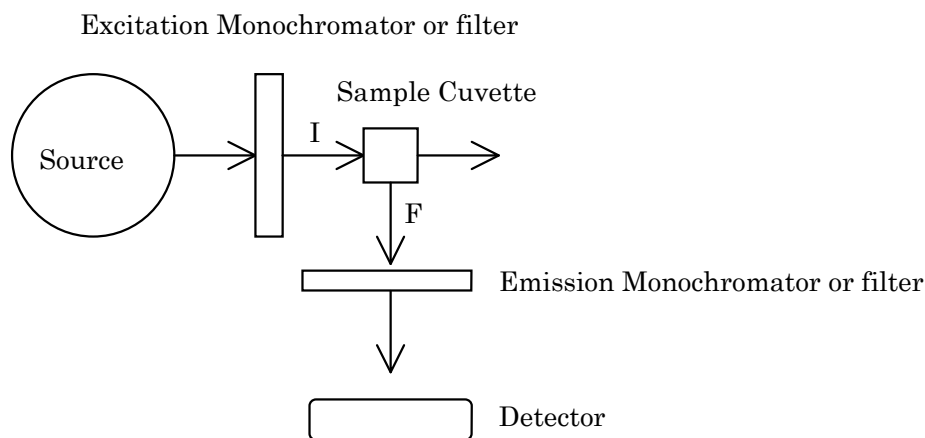 Excitation Monochromator or filter
Sample Cuvette
I
Source
F
Emission Monochromator or filter
Detector